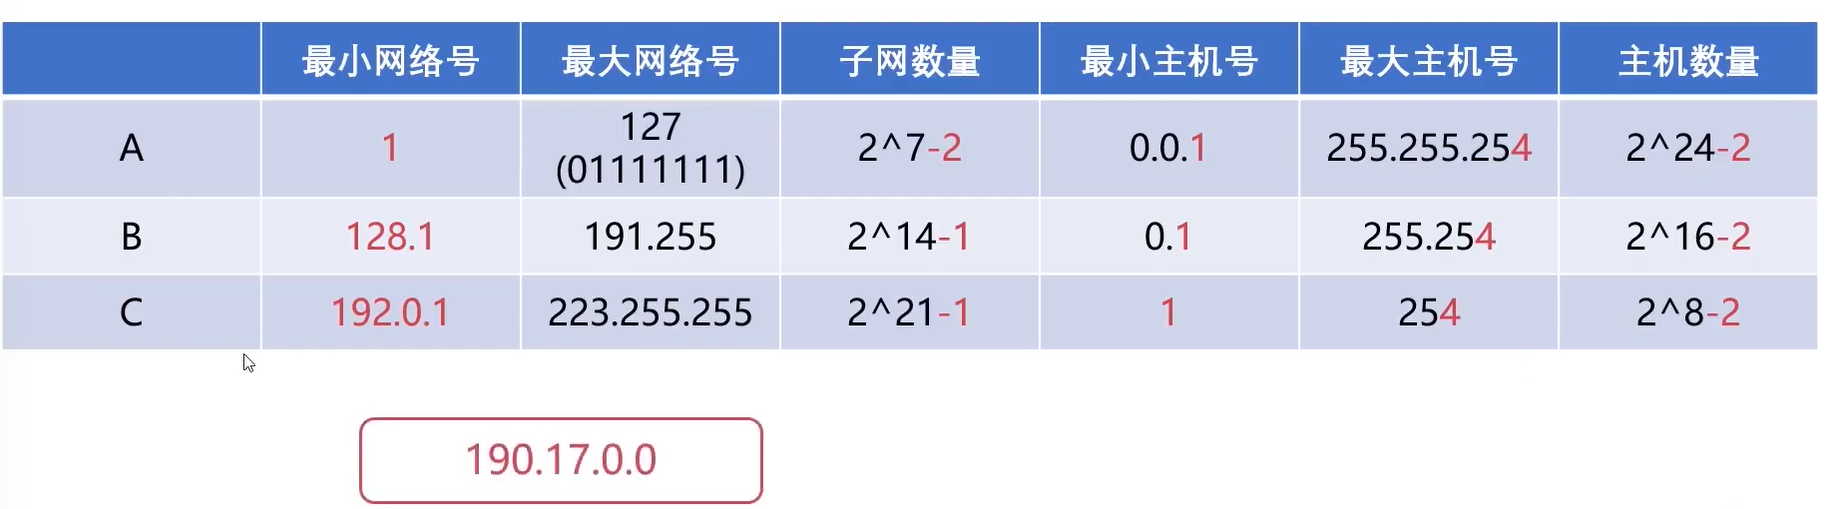 最小网络号 最大网络号 子网数量 最小主机号 最大主机号 主机数量
A 1 127 (01111111) 2^7-2 0.0.1 255.255.254 2^24-2
B 128.1 191.255 2^14-1 0.1 255.254 2^16-2
C 192.0.1 223.255.255 2^21-1 1 254 2^8-2
190.17.0.0